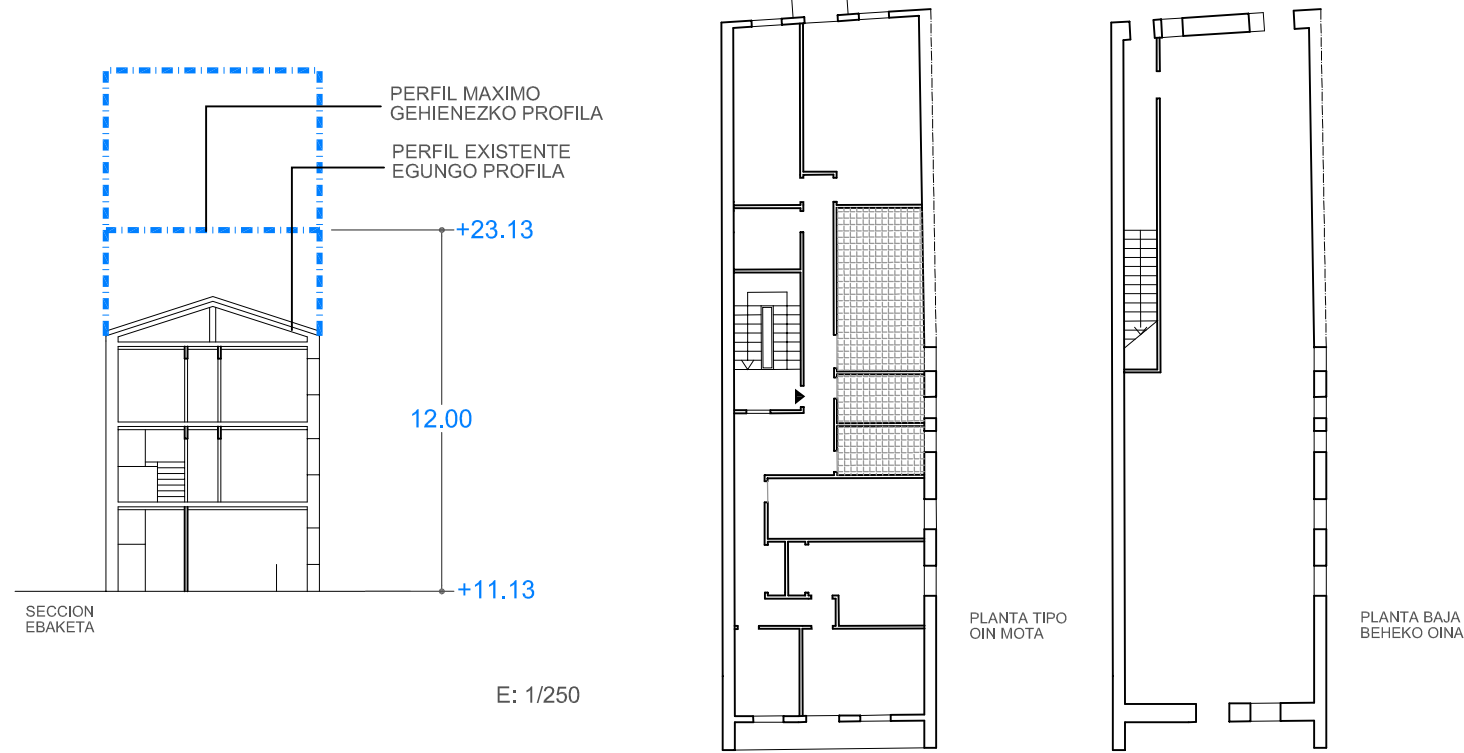 PERFIL MAXIMO
GEHIENEZKO PROFILA
PERFIL EXISTENTE
EGUNGO PROFILA
+23.13
12.00
+11.13
SECCION
EBAKETA
E: 1/250
PLANTA TIPO
OIN MOTA
PLANTA BAJA
BEHEKO OINA